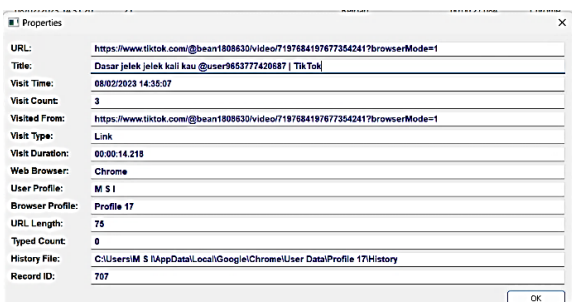 Properties
URL: https://www.tiktok.com/@bean1808630/video/7197684197677354241?browserMode=1
Title: Dasar jelek jelek kali kau @user9653777420687 | TikTok
Visit Time: 08/02/2023 14:35:07
Visit Count: 3
Visited From: https://www.tiktok.com/@bean1808630/video/7197684197677354241?browserMode=1
Visit Type: Link
Visit Duration: 00:00:14.218
Web Browser: Chrome
User Profile: M S I
Browser Profile: Profile 17
URL Length: 75
Typed Count: 0
History File: C:\Users\M S I\AppData\Local\Google\Chrome\User Data\Profile 17\History
Record ID: 707
OK